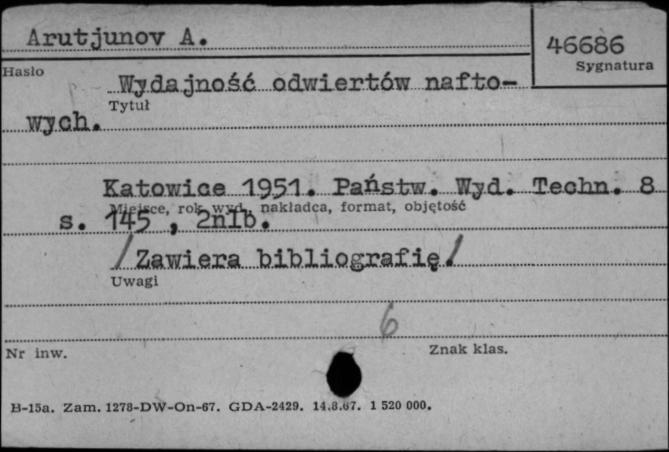 Arutjunov A.
46686
Hasło
Sygnatura
Wydajność odwiertów nafto-
Tytuł
wych.
Katowice 1951. Państw. Wyd. Techn. 8
Miejsce, rok wyd., nakładca, format, objętość
s. 145 , 2nlb.
/Zawiera bibliografię/
Uwagi
6
Nr inw.
Znak klas.
B-15a. Zam. 1278-DW-On-67. GDA-2429. 14.8.67. 1 520 000.